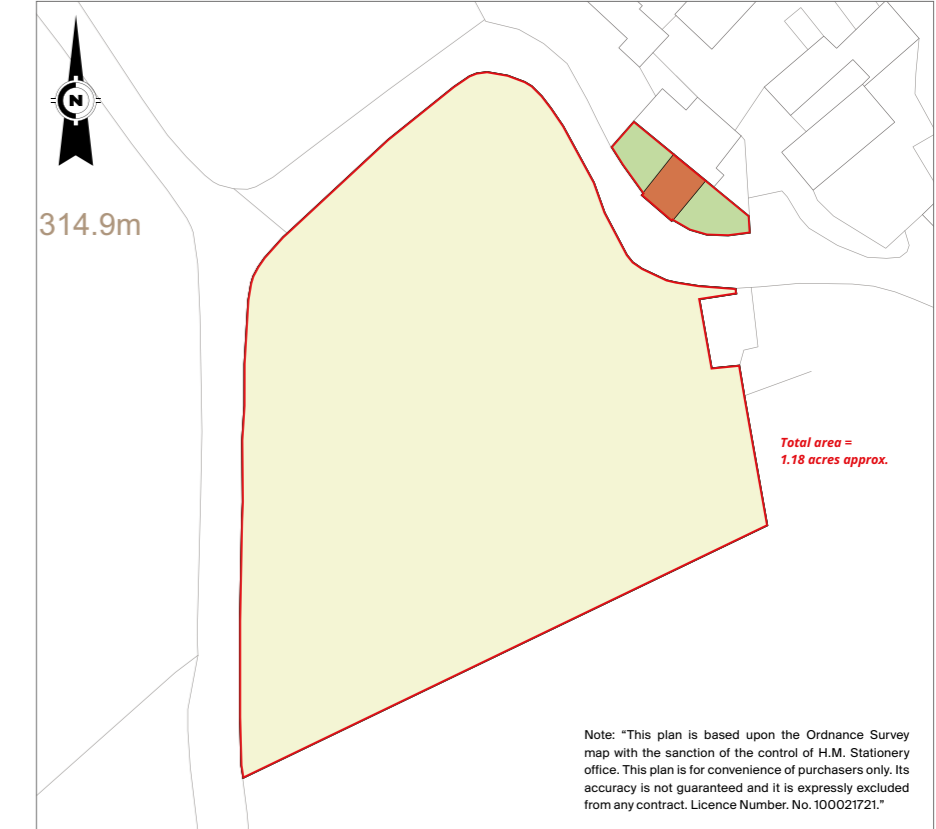 N
314.9m
Total area =
1.18 acres approx.
Note: “This plan is based upon the Ordnance Survey
map with the sanction of the control of H.M. Stationery
office. This plan is for convenience of purchasers only. Its
accuracy is not guaranteed and it is expressly excluded
from any contract. Licence Number. No. 100021721.”